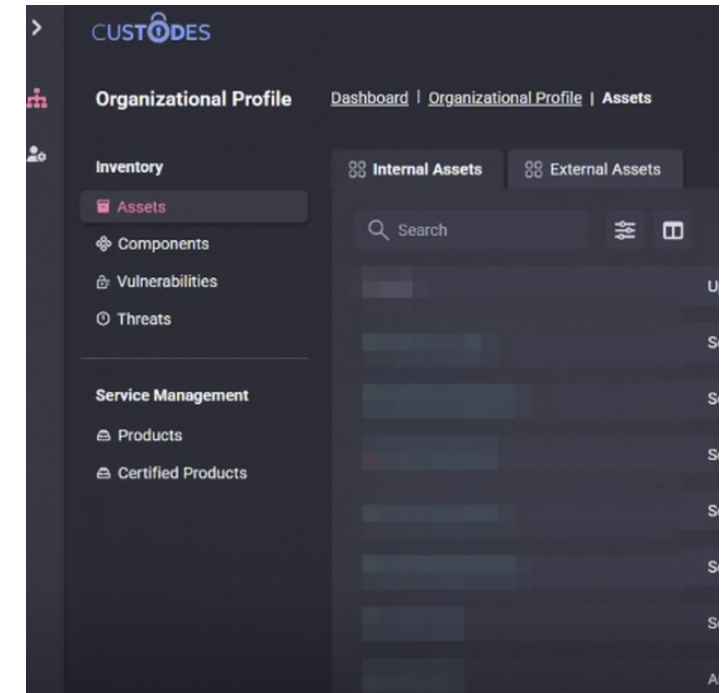 CUSTODES
Organizational Profile
Dashboard | Organizational Profile | Assets
Inventory
Assets
Components
Vulnerabilities
Threats
Service Management
Products
Certified Products
Internal Assets
External Assets
Search